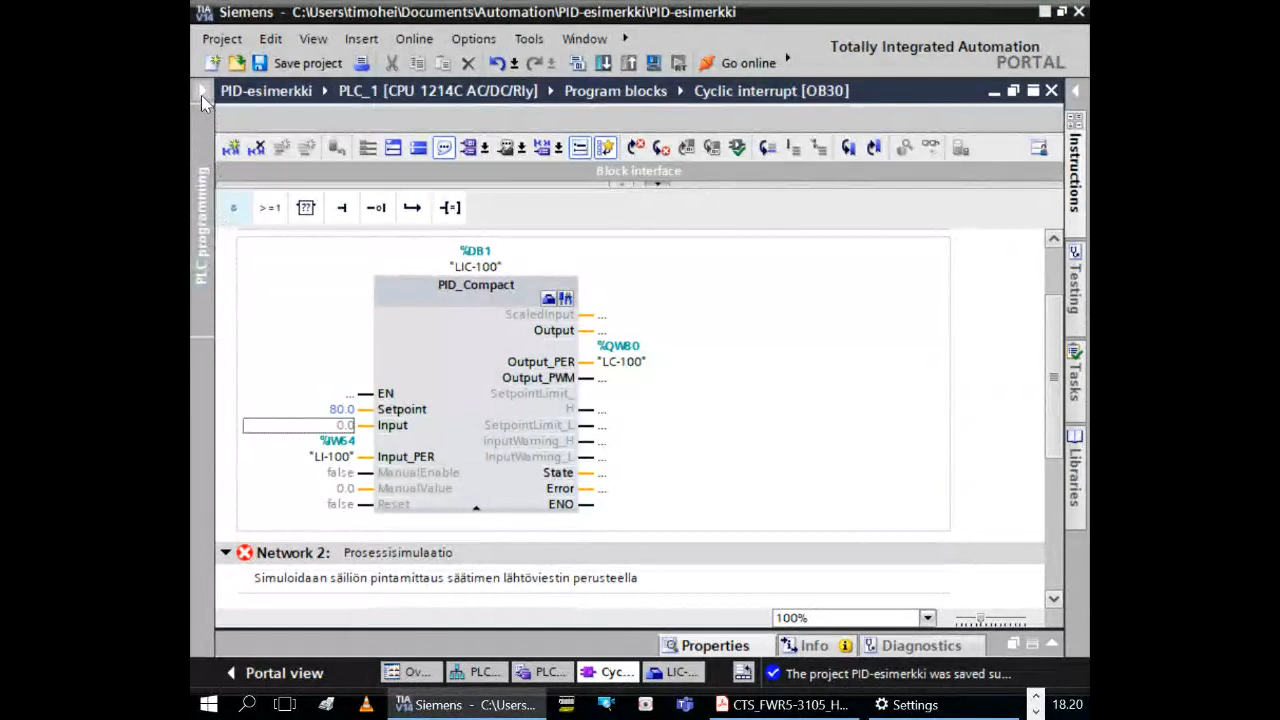 TIA V14 Siemens - C:\Users\timohei\Documents\Automation\PID-esimerkki\PID-esimerkki
Project Edit View Insert Online Options Tools Window
Totally Integrated Automation
PORTAL
Save project Go online
PID-esimerkki PLC_1 [CPU 1214C AC/DC/Rly] Program blocks Cyclic interrupt [OB30]
Block interface
& >=1 ??
PLC programming
Instructions
Testing
Tasks
Libraries
%DB1
"LIC-100"
PID_Compact
ScaledInput ...
Output ...
%QW80
Output_PER "LC-100"
Output_PWM ...
... EN SetpointLimit_
80.0 Setpoint H ...
0.0 Input SetpointLimit_L ...
%IW64 InputWarning_H ...
"LI-100" Input_PER InputWarning_L ...
false ManualEnable State ...
0.0 ManualValue Error ...
false Reset ENO
Network 2: Prosessisimulaatio
Simuloidaan säiliön pintamittaus säätimen lähtöviestin perusteella
100%
Properties Info Diagnostics
Portal view Ov... PLC... PLC... Cyc... LIC-... The project PID-esimerkki was saved su...
Siemens - C:\Users... CTS_FWR5-3105_H... Settings 18.20